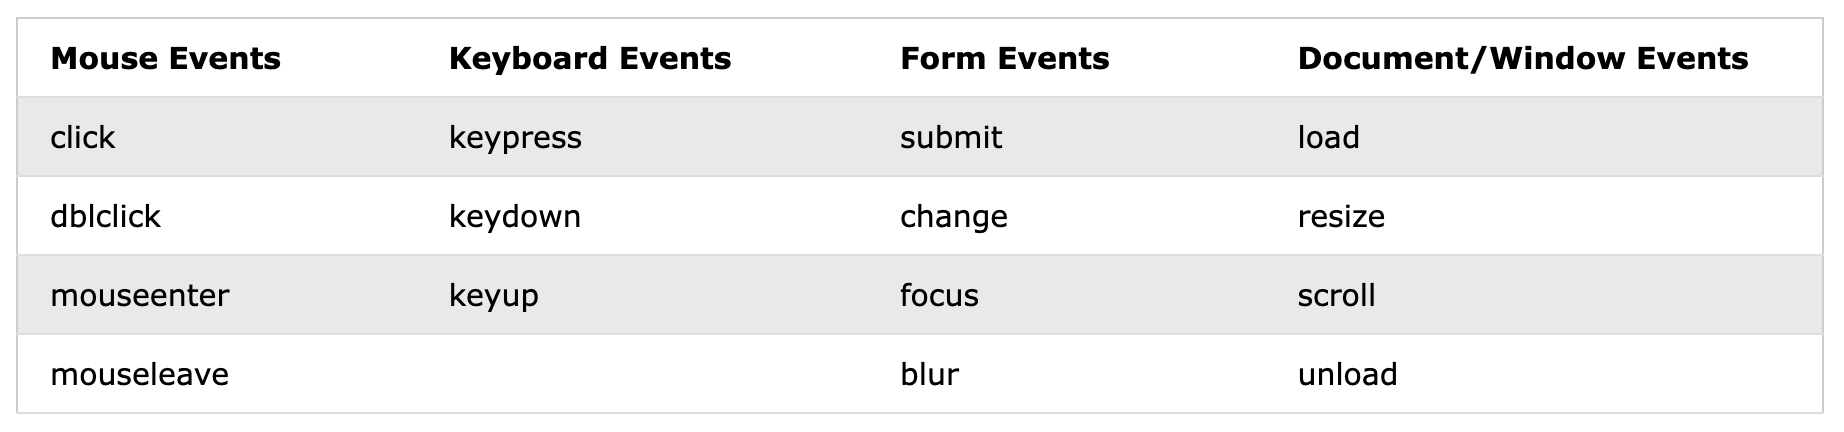 Mouse Events Keyboard Events Form Events Document/Window Events
click keypress submit load
dblclick keydown change resize
mouseenter keyup focus scroll
mouseleave blur unload